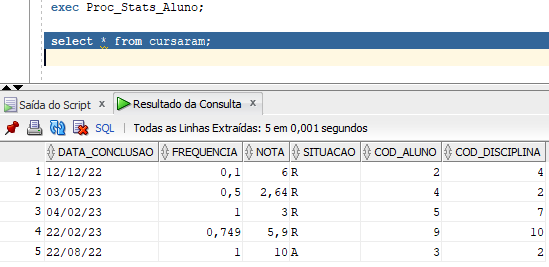 exec Proc_Stats_Aluno;
select * from cursaram;
Saída do Script x Resultado da Consulta x
SQL | Todas as Linhas Extraídas: 5 em 0,001 segundos
DATA_CONCLUSAO FREQUENCIA NOTA SITUACAO COD_ALUNO COD_DISCIPLINA
1 12/12/22 0,1 6 R 2 4
2 03/05/23 0,5 2,64 R 4 2
3 04/02/23 1 3 R 5 7
4 22/02/23 0,749 5,9 R 9 10
5 22/08/22 1 10 A 3 2